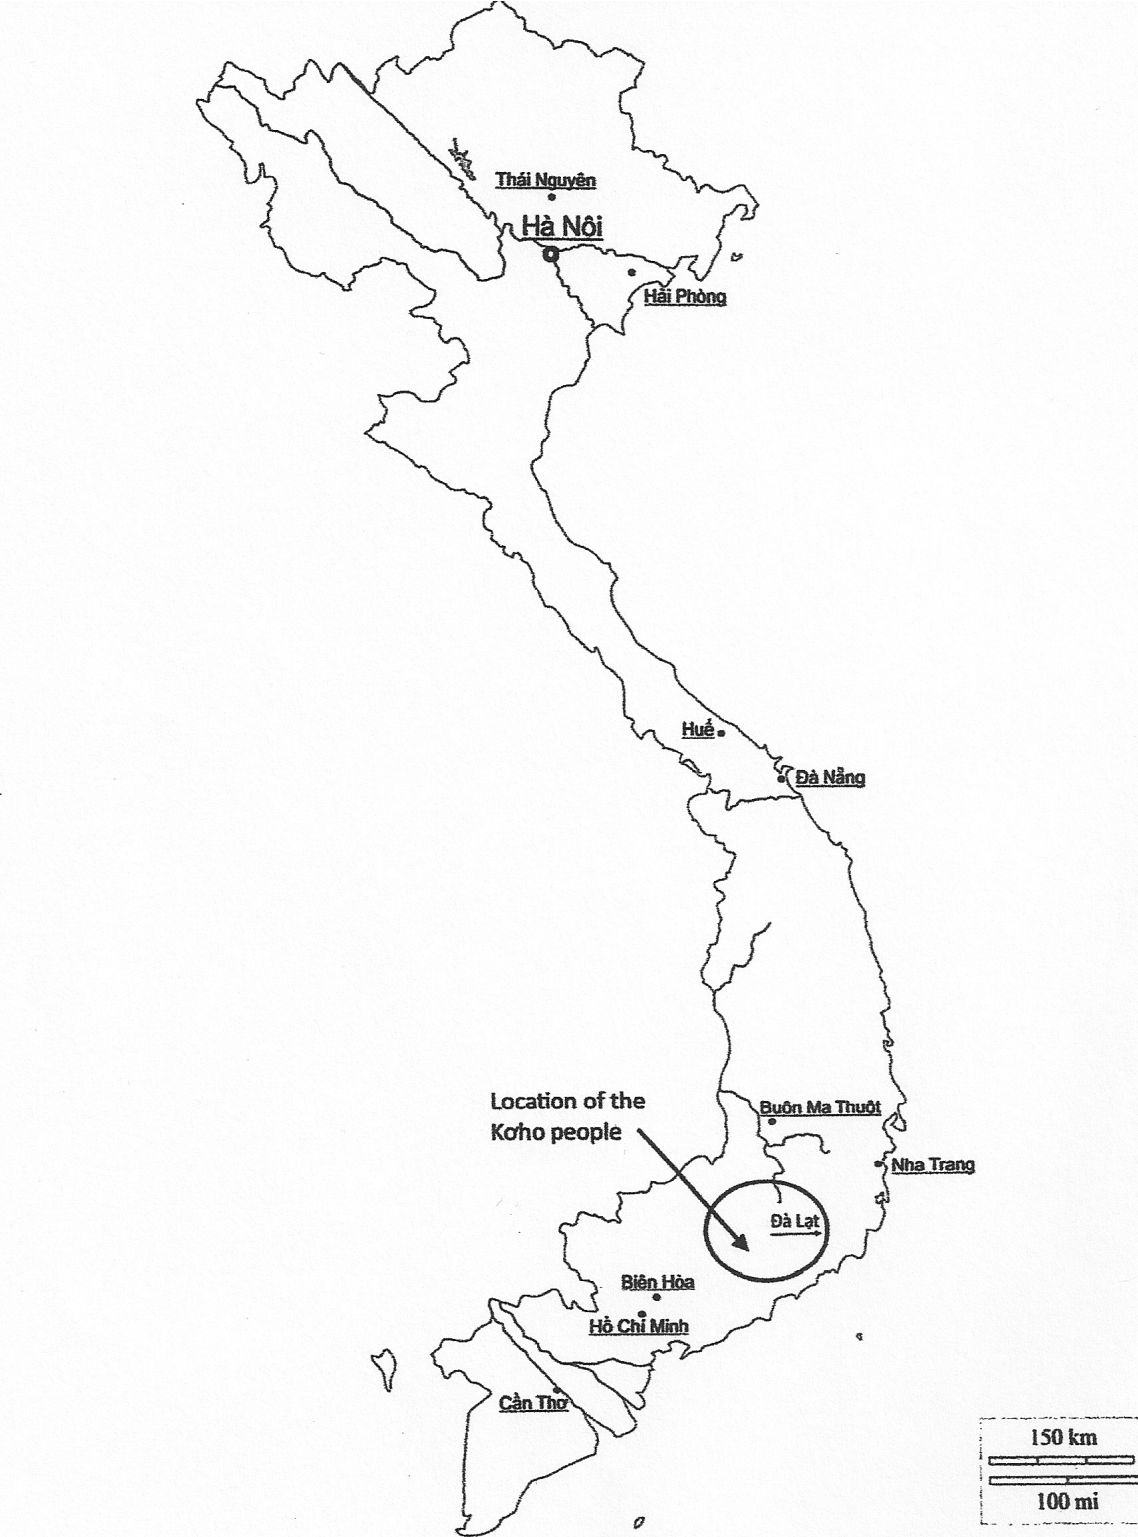 Thái Nguyên
Hà Nôi
Hải Phòng
Huế
Đà Nẵng
Location of the
Kơho people
Buôn Ma Thuột
Nha Trang
Đà Lạt
Biên Hòa
Hồ Chí Minh
Cần Thơ
150 km
100 mi